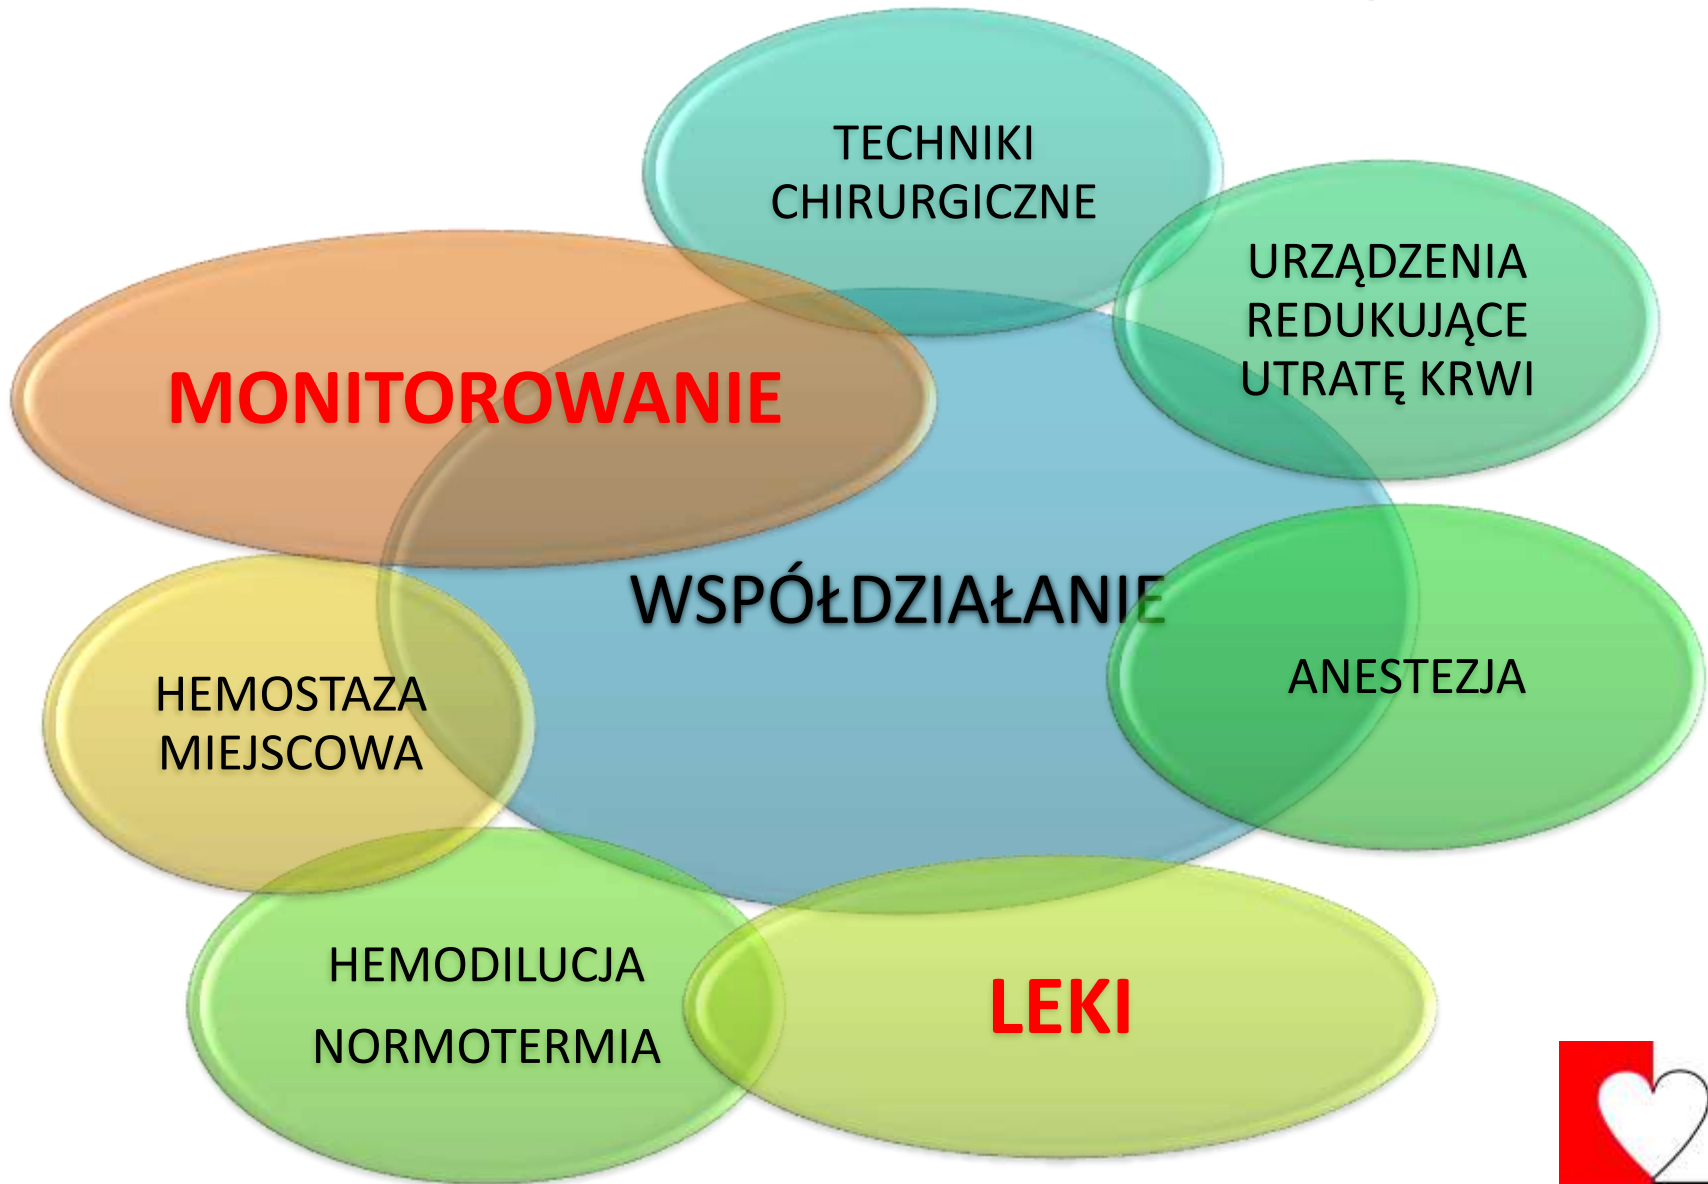 TECHNIKI
CHIRURGICZNE
URZĄDZENIA
REDUKUJĄCE
UTRATĘ KRWI
MONITOROWANIE
WSPÓŁDZIAŁANIE
ANESTEZJA
HEMOSTAZA
MIEJSCOWA
HEMODILUCJA
NORMOTERMIA
LEKI